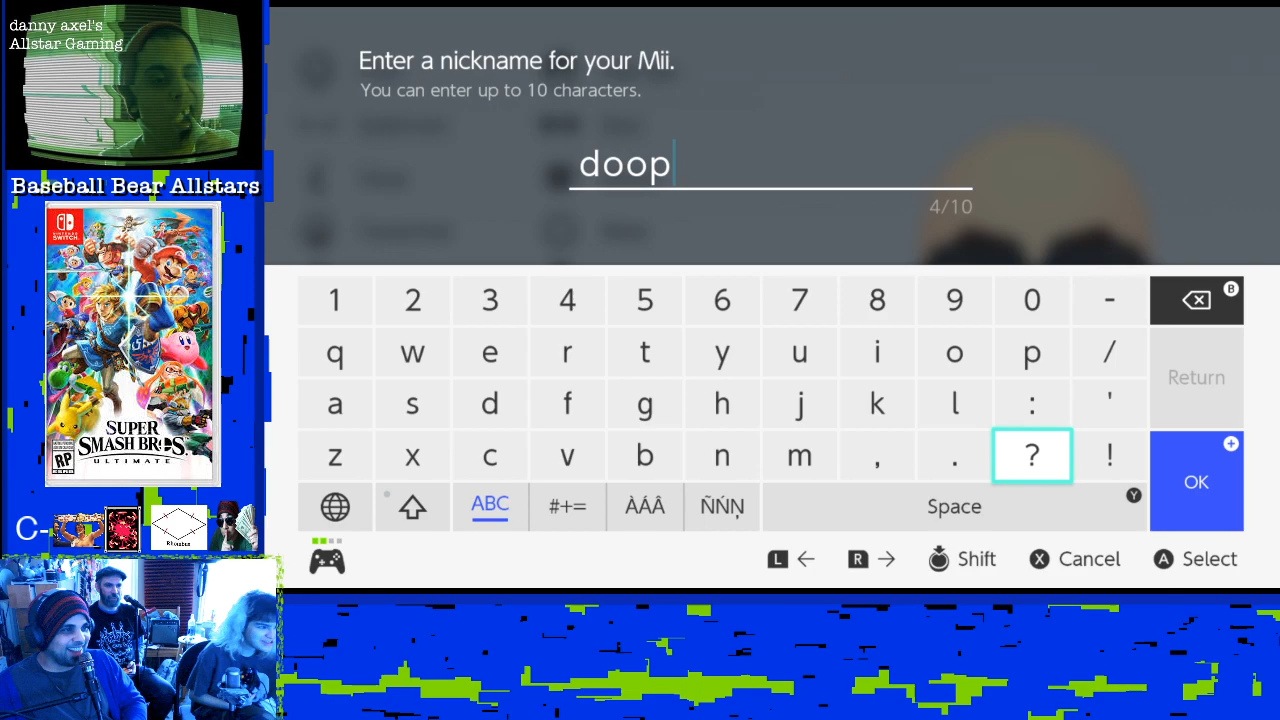 danny axel's
Allstar Gaming
Baseball Bear Allstars
NINTENDO
SWITCH
SUPER
SMASH BROS.
ULTIMATE
RP
C-
Rhombus
Enter a nickname for your Mii.
You can enter up to 10 characters.
doop
4/10
1 2 3 4 5 6 7 8 9 0 - B
q w e r t y u i o p / Return
a s d f g h j k l : '
z x c v b n m , . ? ! + OK
ABC #+= ÀÁÂ ÑŃŅ Space Y
L ← R → Shift X Cancel A Select